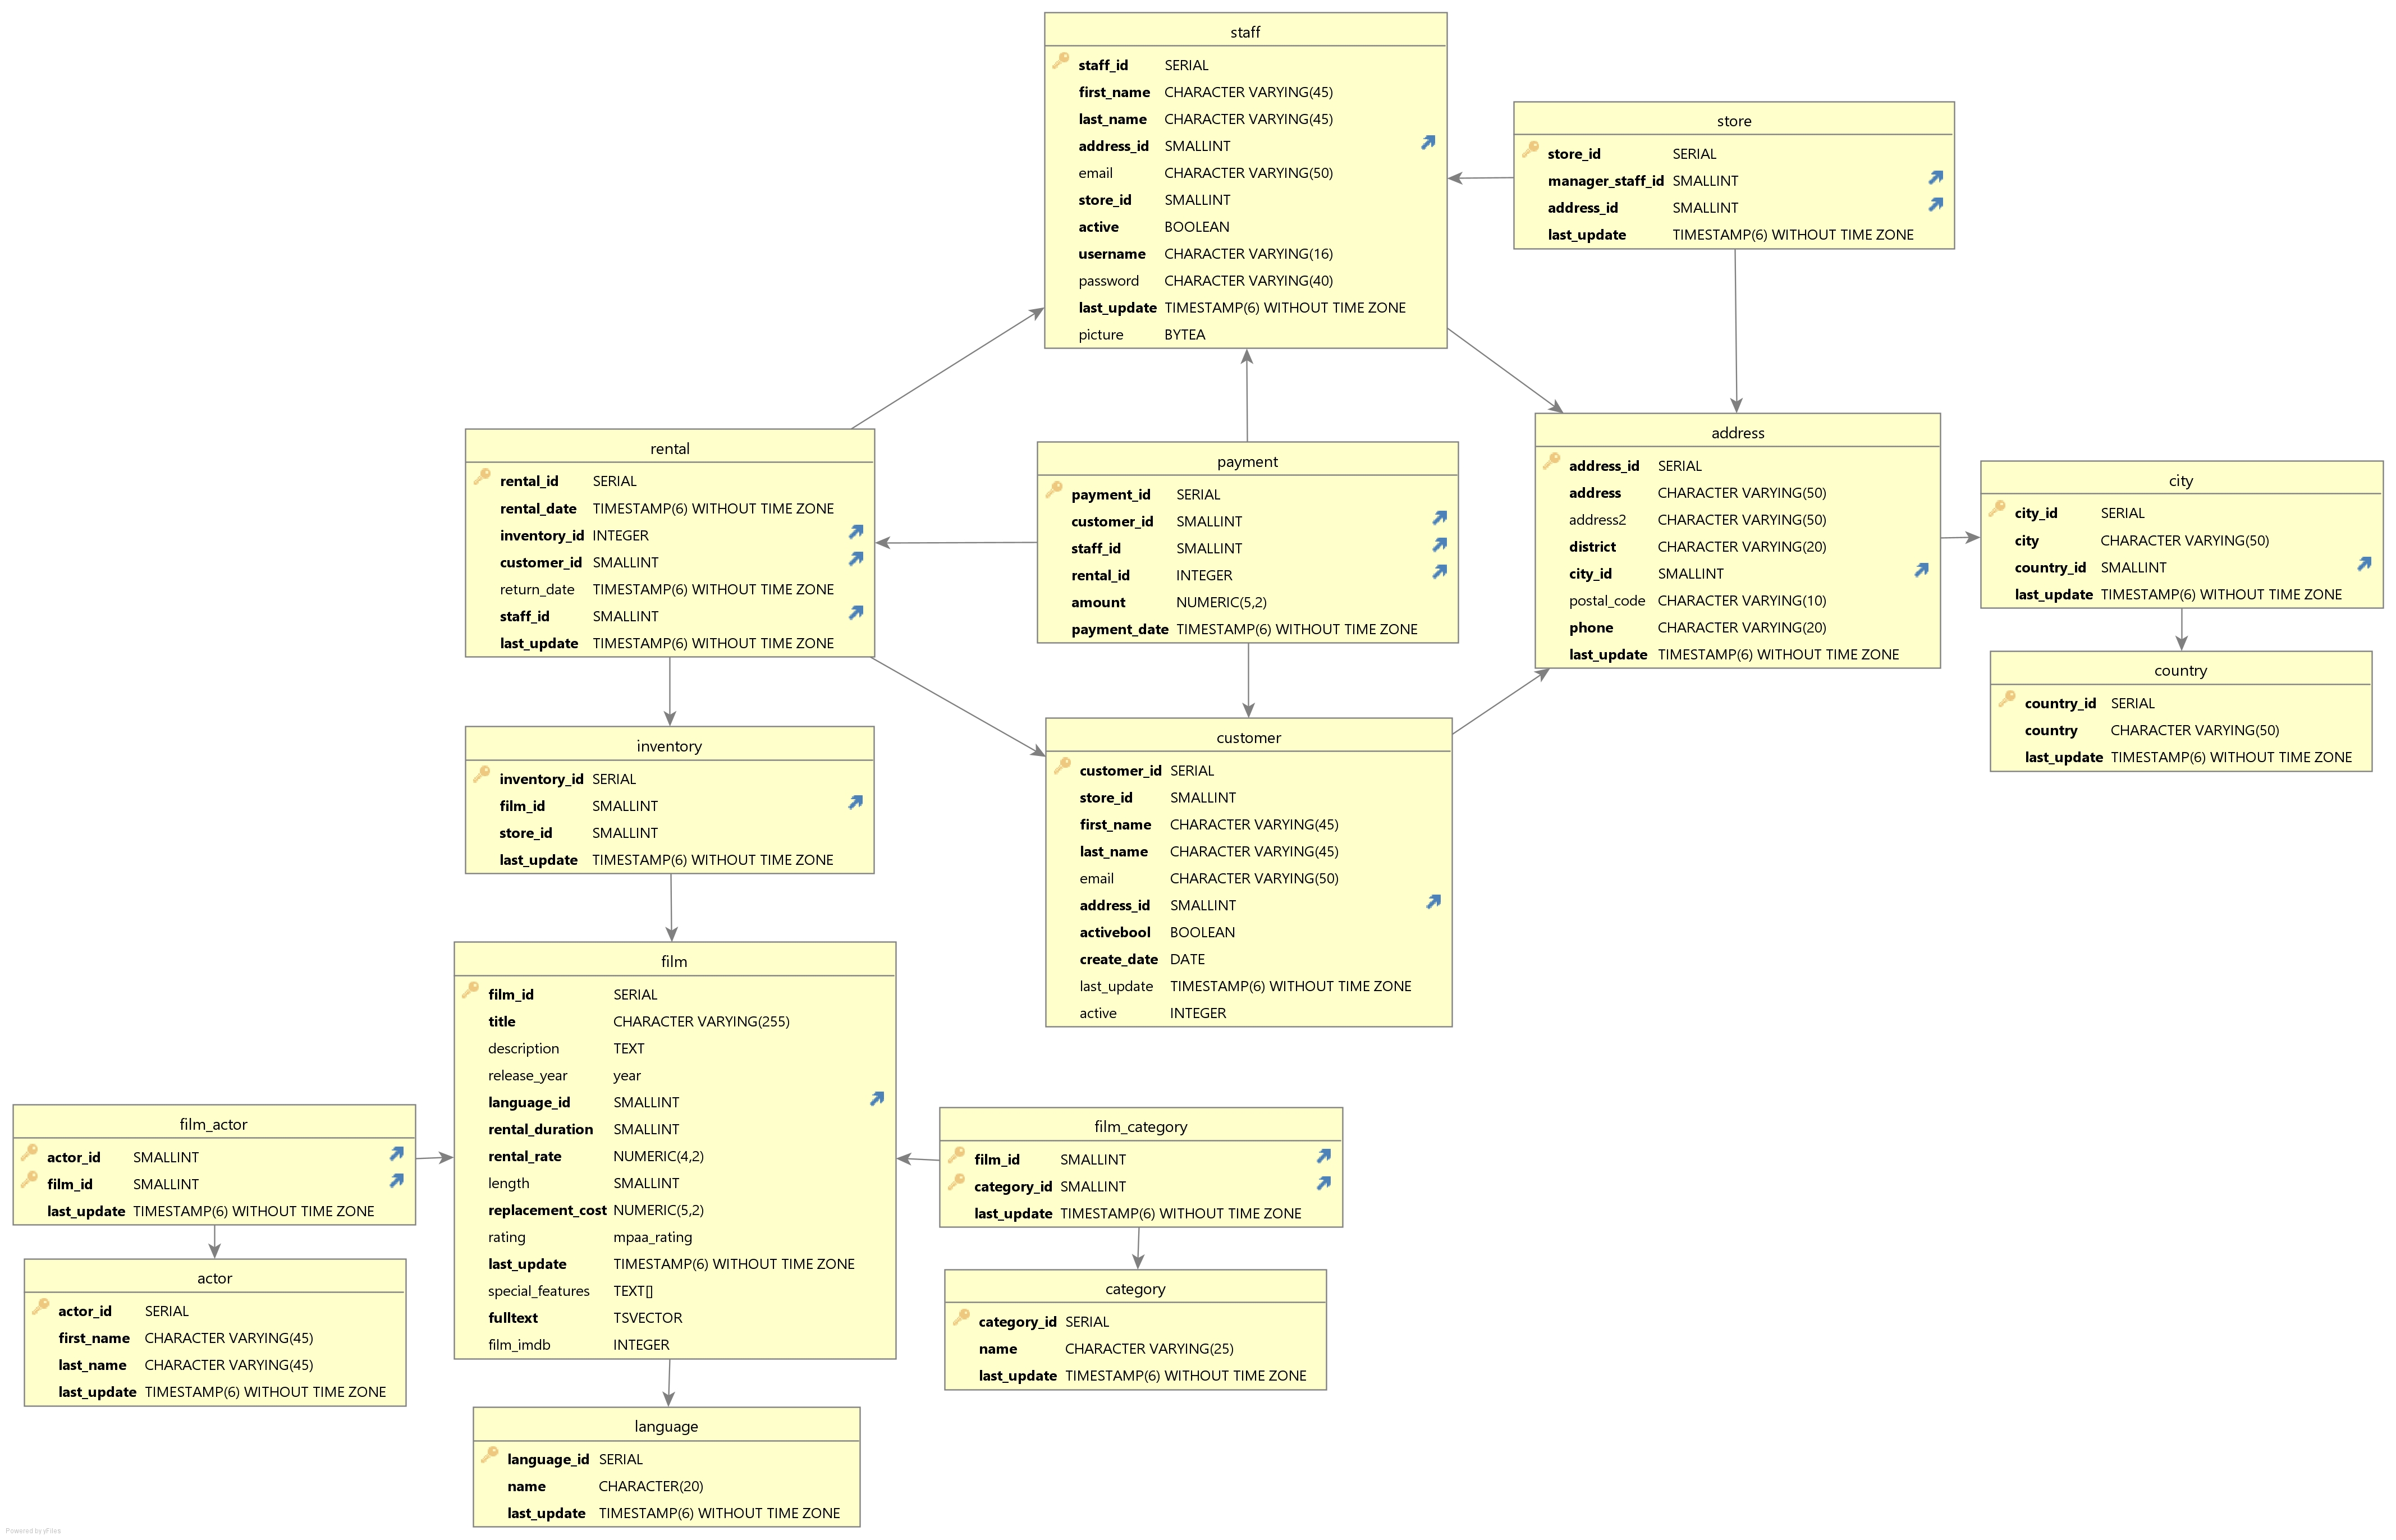 staff
staff_id SERIAL
first_name CHARACTER VARYING(45)
last_name CHARACTER VARYING(45)
address_id SMALLINT
email CHARACTER VARYING(50)
store_id SMALLINT
active BOOLEAN
username CHARACTER VARYING(16)
password CHARACTER VARYING(40)
last_update TIMESTAMP(6) WITHOUT TIME ZONE
picture BYTEA
store
store_id SERIAL
manager_staff_id SMALLINT
address_id SMALLINT
last_update TIMESTAMP(6) WITHOUT TIME ZONE
rental
rental_id SERIAL
rental_date TIMESTAMP(6) WITHOUT TIME ZONE
inventory_id INTEGER
customer_id SMALLINT
return_date TIMESTAMP(6) WITHOUT TIME ZONE
staff_id SMALLINT
last_update TIMESTAMP(6) WITHOUT TIME ZONE
payment
payment_id SERIAL
customer_id SMALLINT
staff_id SMALLINT
rental_id INTEGER
amount NUMERIC(5,2)
payment_date TIMESTAMP(6) WITHOUT TIME ZONE
address
address_id SERIAL
address CHARACTER VARYING(50)
address2 CHARACTER VARYING(50)
district CHARACTER VARYING(20)
city_id SMALLINT
postal_code CHARACTER VARYING(10)
phone CHARACTER VARYING(20)
last_update TIMESTAMP(6) WITHOUT TIME ZONE
city
city_id SERIAL
city CHARACTER VARYING(50)
country_id SMALLINT
last_update TIMESTAMP(6) WITHOUT TIME ZONE
country
country_id SERIAL
country CHARACTER VARYING(50)
last_update TIMESTAMP(6) WITHOUT TIME ZONE
inventory
inventory_id SERIAL
film_id SMALLINT
store_id SMALLINT
last_update TIMESTAMP(6) WITHOUT TIME ZONE
customer
customer_id SERIAL
store_id SMALLINT
first_name CHARACTER VARYING(45)
last_name CHARACTER VARYING(45)
email CHARACTER VARYING(50)
address_id SMALLINT
activebool BOOLEAN
create_date DATE
last_update TIMESTAMP(6) WITHOUT TIME ZONE
active INTEGER
film
film_id SERIAL
title CHARACTER VARYING(255)
description TEXT
release_year year
language_id SMALLINT
rental_duration SMALLINT
rental_rate NUMERIC(4,2)
length SMALLINT
replacement_cost NUMERIC(5,2)
rating mpaa_rating
last_update TIMESTAMP(6) WITHOUT TIME ZONE
special_features TEXT[]
fulltext TSVECTOR
film_imdb INTEGER
film_actor
actor_id SMALLINT
film_id SMALLINT
last_update TIMESTAMP(6) WITHOUT TIME ZONE
film_category
film_id SMALLINT
category_id SMALLINT
last_update TIMESTAMP(6) WITHOUT TIME ZONE
actor
actor_id SERIAL
first_name CHARACTER VARYING(45)
last_name CHARACTER VARYING(45)
last_update TIMESTAMP(6) WITHOUT TIME ZONE
category
category_id SERIAL
name CHARACTER VARYING(25)
last_update TIMESTAMP(6) WITHOUT TIME ZONE
language
language_id SERIAL
name CHARACTER(20)
last_update TIMESTAMP(6) WITHOUT TIME ZONE
Powered by yFiles